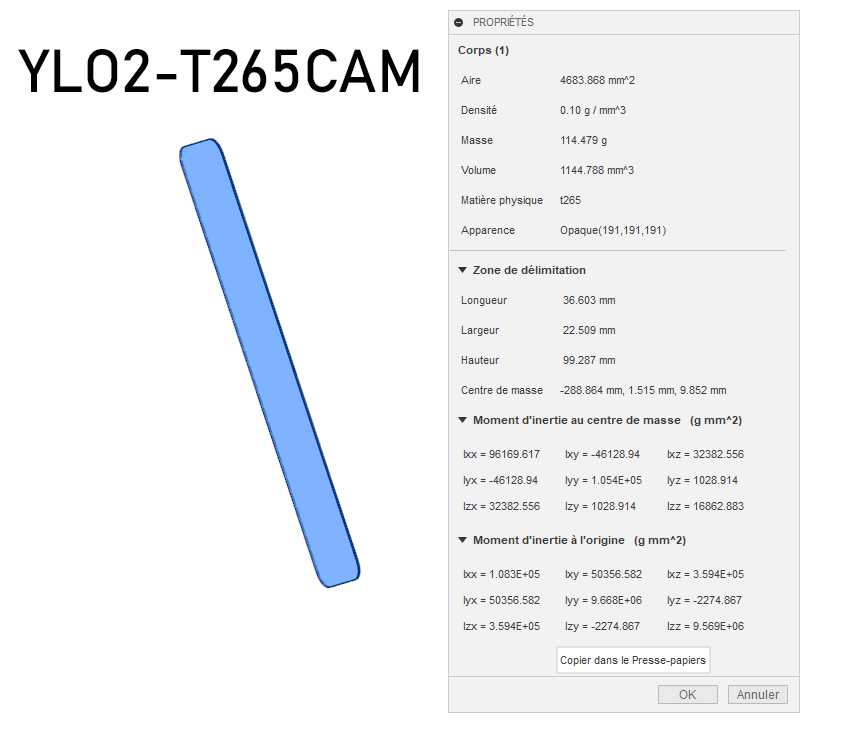 YLO2-T265CAM
PROPRIÉTÉS
Corps (1)
Aire 4683.868 mm^2
Densité 0.10 g / mm^3
Masse 114.479 g
Volume 1144.788 mm^3
Matière physique t265
Apparence Opaque(191,191,191)
Zone de délimitation
Longueur 36.603 mm
Largeur 22.509 mm
Hauteur 99.287 mm
Centre de masse -288.864 mm, 1.515 mm, 9.852 mm
Moment d'inertie au centre de masse (g mm^2)
Ixx = 96169.617 Ixy = -46128.94 Ixz = 32382.556
Iyx = -46128.94 Iyy = 1.054E+05 Iyz = 1028.914
Izx = 32382.556 Izy = 1028.914 Izz = 16862.883
Moment d'inertie à l'origine (g mm^2)
Ixx = 1.083E+05 Ixy = 50356.582 Ixz = 3.594E+05
Iyx = 50356.582 Iyy = 9.668E+06 Iyz = -2274.867
Izx = 3.594E+05 Izy = -2274.867 Izz = 9.569E+06
Copier dans le Presse-papiers
OK Annuler